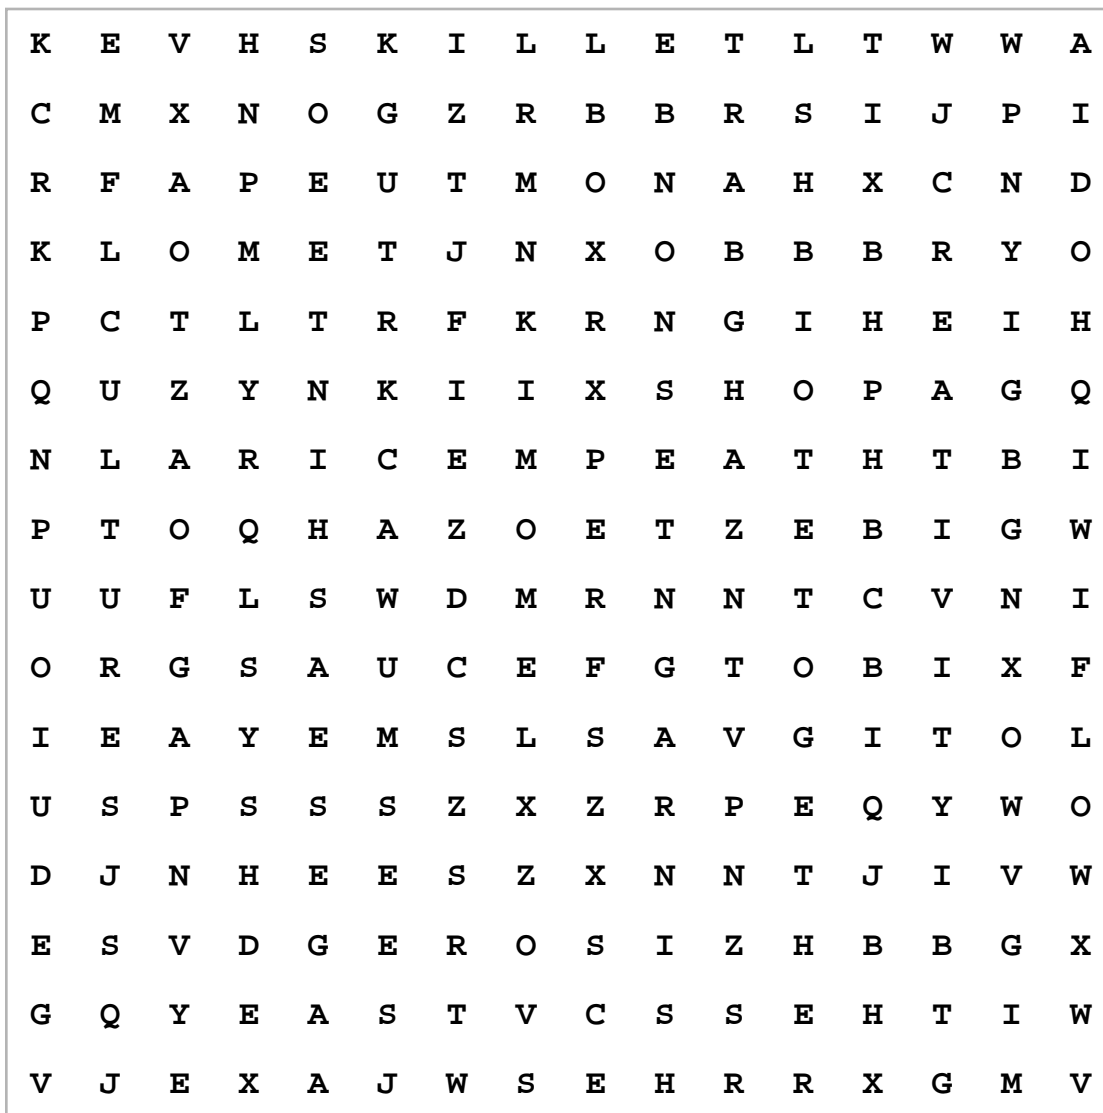 K E V H S K I L L E T L T W W A
C M X N O G Z R B B R S I J P I
R F A P E U T M O N A H X C N D
K L O M E T J N X O B B B R Y O
P C T L T R F K R N G I H E I H
Q U Z Y N K I I X S H O P A G Q
N L A R I C E M P E A T H T B I
P T O Q H A Z O E T Z E B I G W
U U F L S W D M R N N T C V N I
O R G S A U C E F G T O B I X F
I E A Y E M S L S A V G I T O L
U S P S S S Z X Z R P E Q Y W O
D J N H E E S Z X N N T J I V W
E S V D G E R O S I Z H B B G X
G Q Y E A S T V C S S E H T I W
V J E X A J W S E H R R X G M V